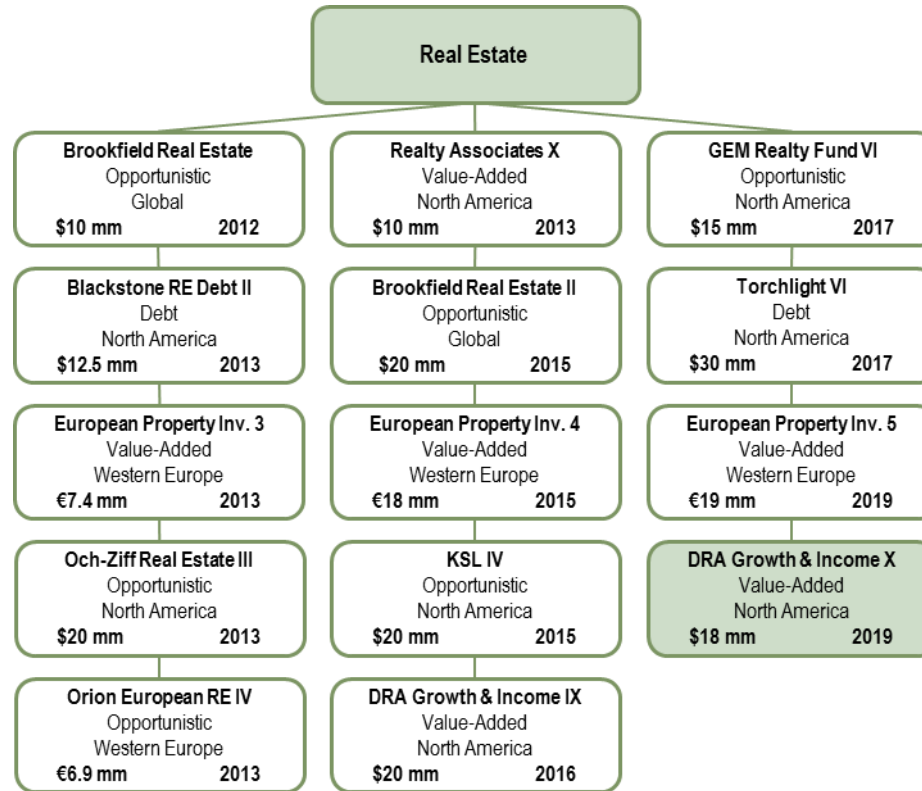 Real Estate
Brookfield Real Estate
Opportunistic
Global
$10 mm 2012
Blackstone RE Debt II
Debt
North America
$12.5 mm 2013
European Property Inv. 3
Value-Added
Western Europe
€7.4 mm 2013
Och-Ziff Real Estate III
Opportunistic
North America
$20 mm 2013
Orion European RE IV
Opportunistic
Western Europe
€6.9 mm 2013
Realty Associates X
Value-Added
North America
$10 mm 2013
Brookfield Real Estate II
Opportunistic
Global
$20 mm 2015
European Property Inv. 4
Value-Added
Western Europe
€18 mm 2015
KSL IV
Opportunistic
North America
$20 mm 2015
DRA Growth & Income IX
Value-Added
North America
$20 mm 2016
GEM Realty Fund VI
Opportunistic
North America
$15 mm 2017
Torchlight VI
Debt
North America
$30 mm 2017
European Property Inv. 5
Value-Added
Western Europe
€19 mm 2019
DRA Growth & Income X
Value-Added
North America
$18 mm 2019